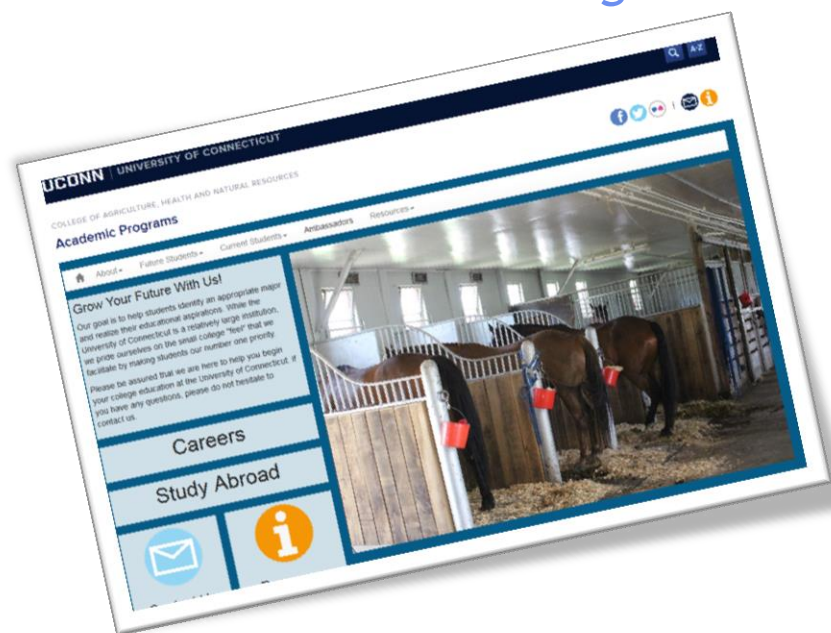 UCONN | UNIVERSITY OF CONNECTICUT
A-Z
COLLEGE OF AGRICULTURE, HEALTH AND NATURAL RESOURCES
Academic Programs
About
Future Students
Current Students
Ambassadors
Resources
Grow Your Future With Us!
Our goal is to help students identify an appropriate major
and realize their educational aspirations. While the
University of Connecticut is a relatively large institution,
we pride ourselves on the small college "feel" that we
facilitate by making students our number one priority.
Please be assured that we are here to help you begin
your college education at the University of Connecticut. If
you have any questions, please do not hesitate to
contact us.
Careers
Study Abroad